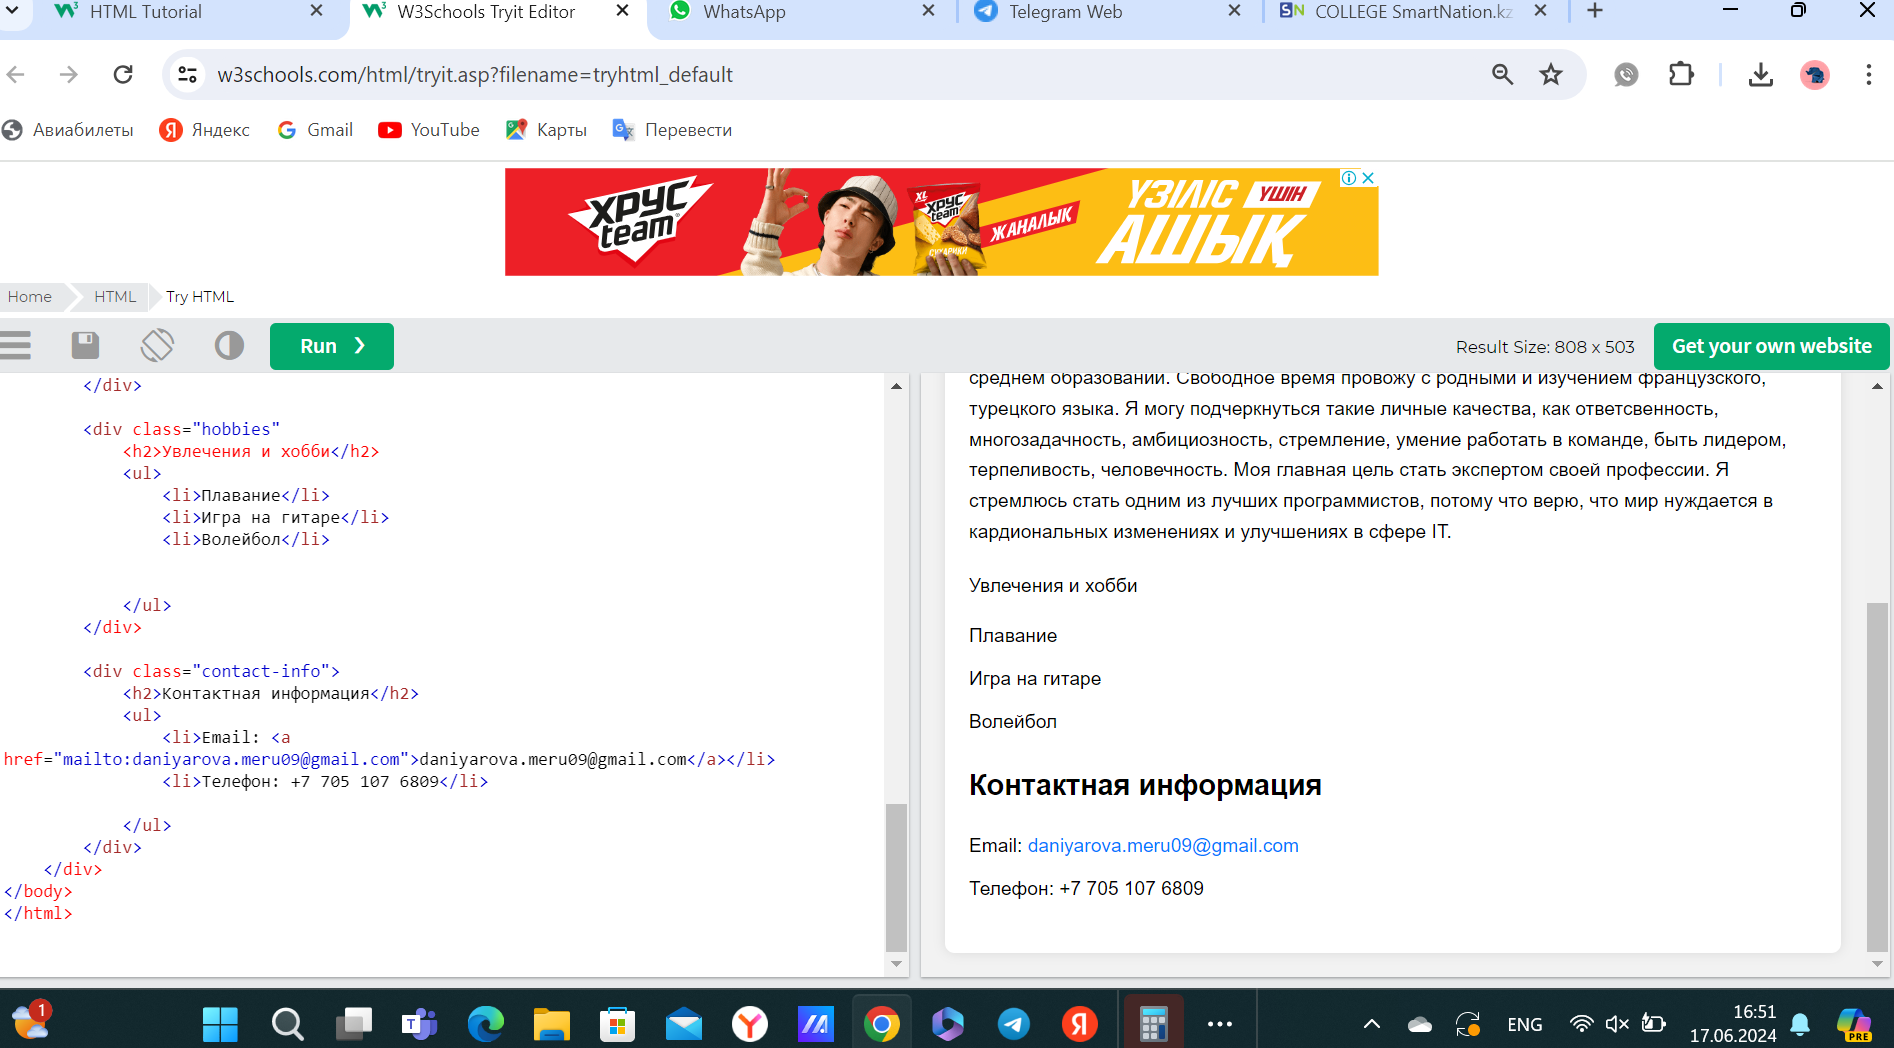 HTML Tutorial
W3Schools Tryit Editor
WhatsApp
Telegram Web
COLLEGE SmartNation.kz
w3schools.com/html/tryit.asp?filename=tryhtml_default
Авиабилеты
Яндекс
Gmail
YouTube
Карты
Перевести
ХРУС
team
XL
ХРУС
team
СУХАРИКИ
ЖАҢАЛЫҚ
ҮЗІЛІС ҮШІН
АШЫҚ
Home
HTML
Try HTML
Run ❯
Result Size: 808 x 503
Get your own website
</div>
<div class="hobbies"
<h2>Увлечения и хобби</h2>
<ul>
<li>Плавание</li>
<li>Игра на гитаре</li>
<li>Волейбол</li>
</ul>
</div>
<div class="contact-info">
<h2>Контактная информация</h2>
<ul>
<li>Email: <a
href="mailto:daniyarova.meru09@gmail.com">daniyarova.meru09@gmail.com</a></li>
<li>Телефон: +7 705 107 6809</li>
</ul>
</div>
</div>
</body>
</html>
среднем образовании. Свободное время провожу с родными и изучением французского,
турецкого языка. Я могу подчеркнуться такие личные качества, как ответсвенность,
многозадачность, амбициозность, стремление, умение работать в команде, быть лидером,
терпеливость, человечность. Моя главная цель стать экспертом своей профессии. Я
стремлюсь стать одним из лучших программистов, потому что верю, что мир нуждается в
кардиональных изменениях и улучшениях в сфере IT.
Увлечения и хобби
Плавание
Игра на гитаре
Волейбол
Контактная информация
Email: daniyarova.meru09@gmail.com
Телефон: +7 705 107 6809
1
ENG
16:51
17.06.2024
PRE